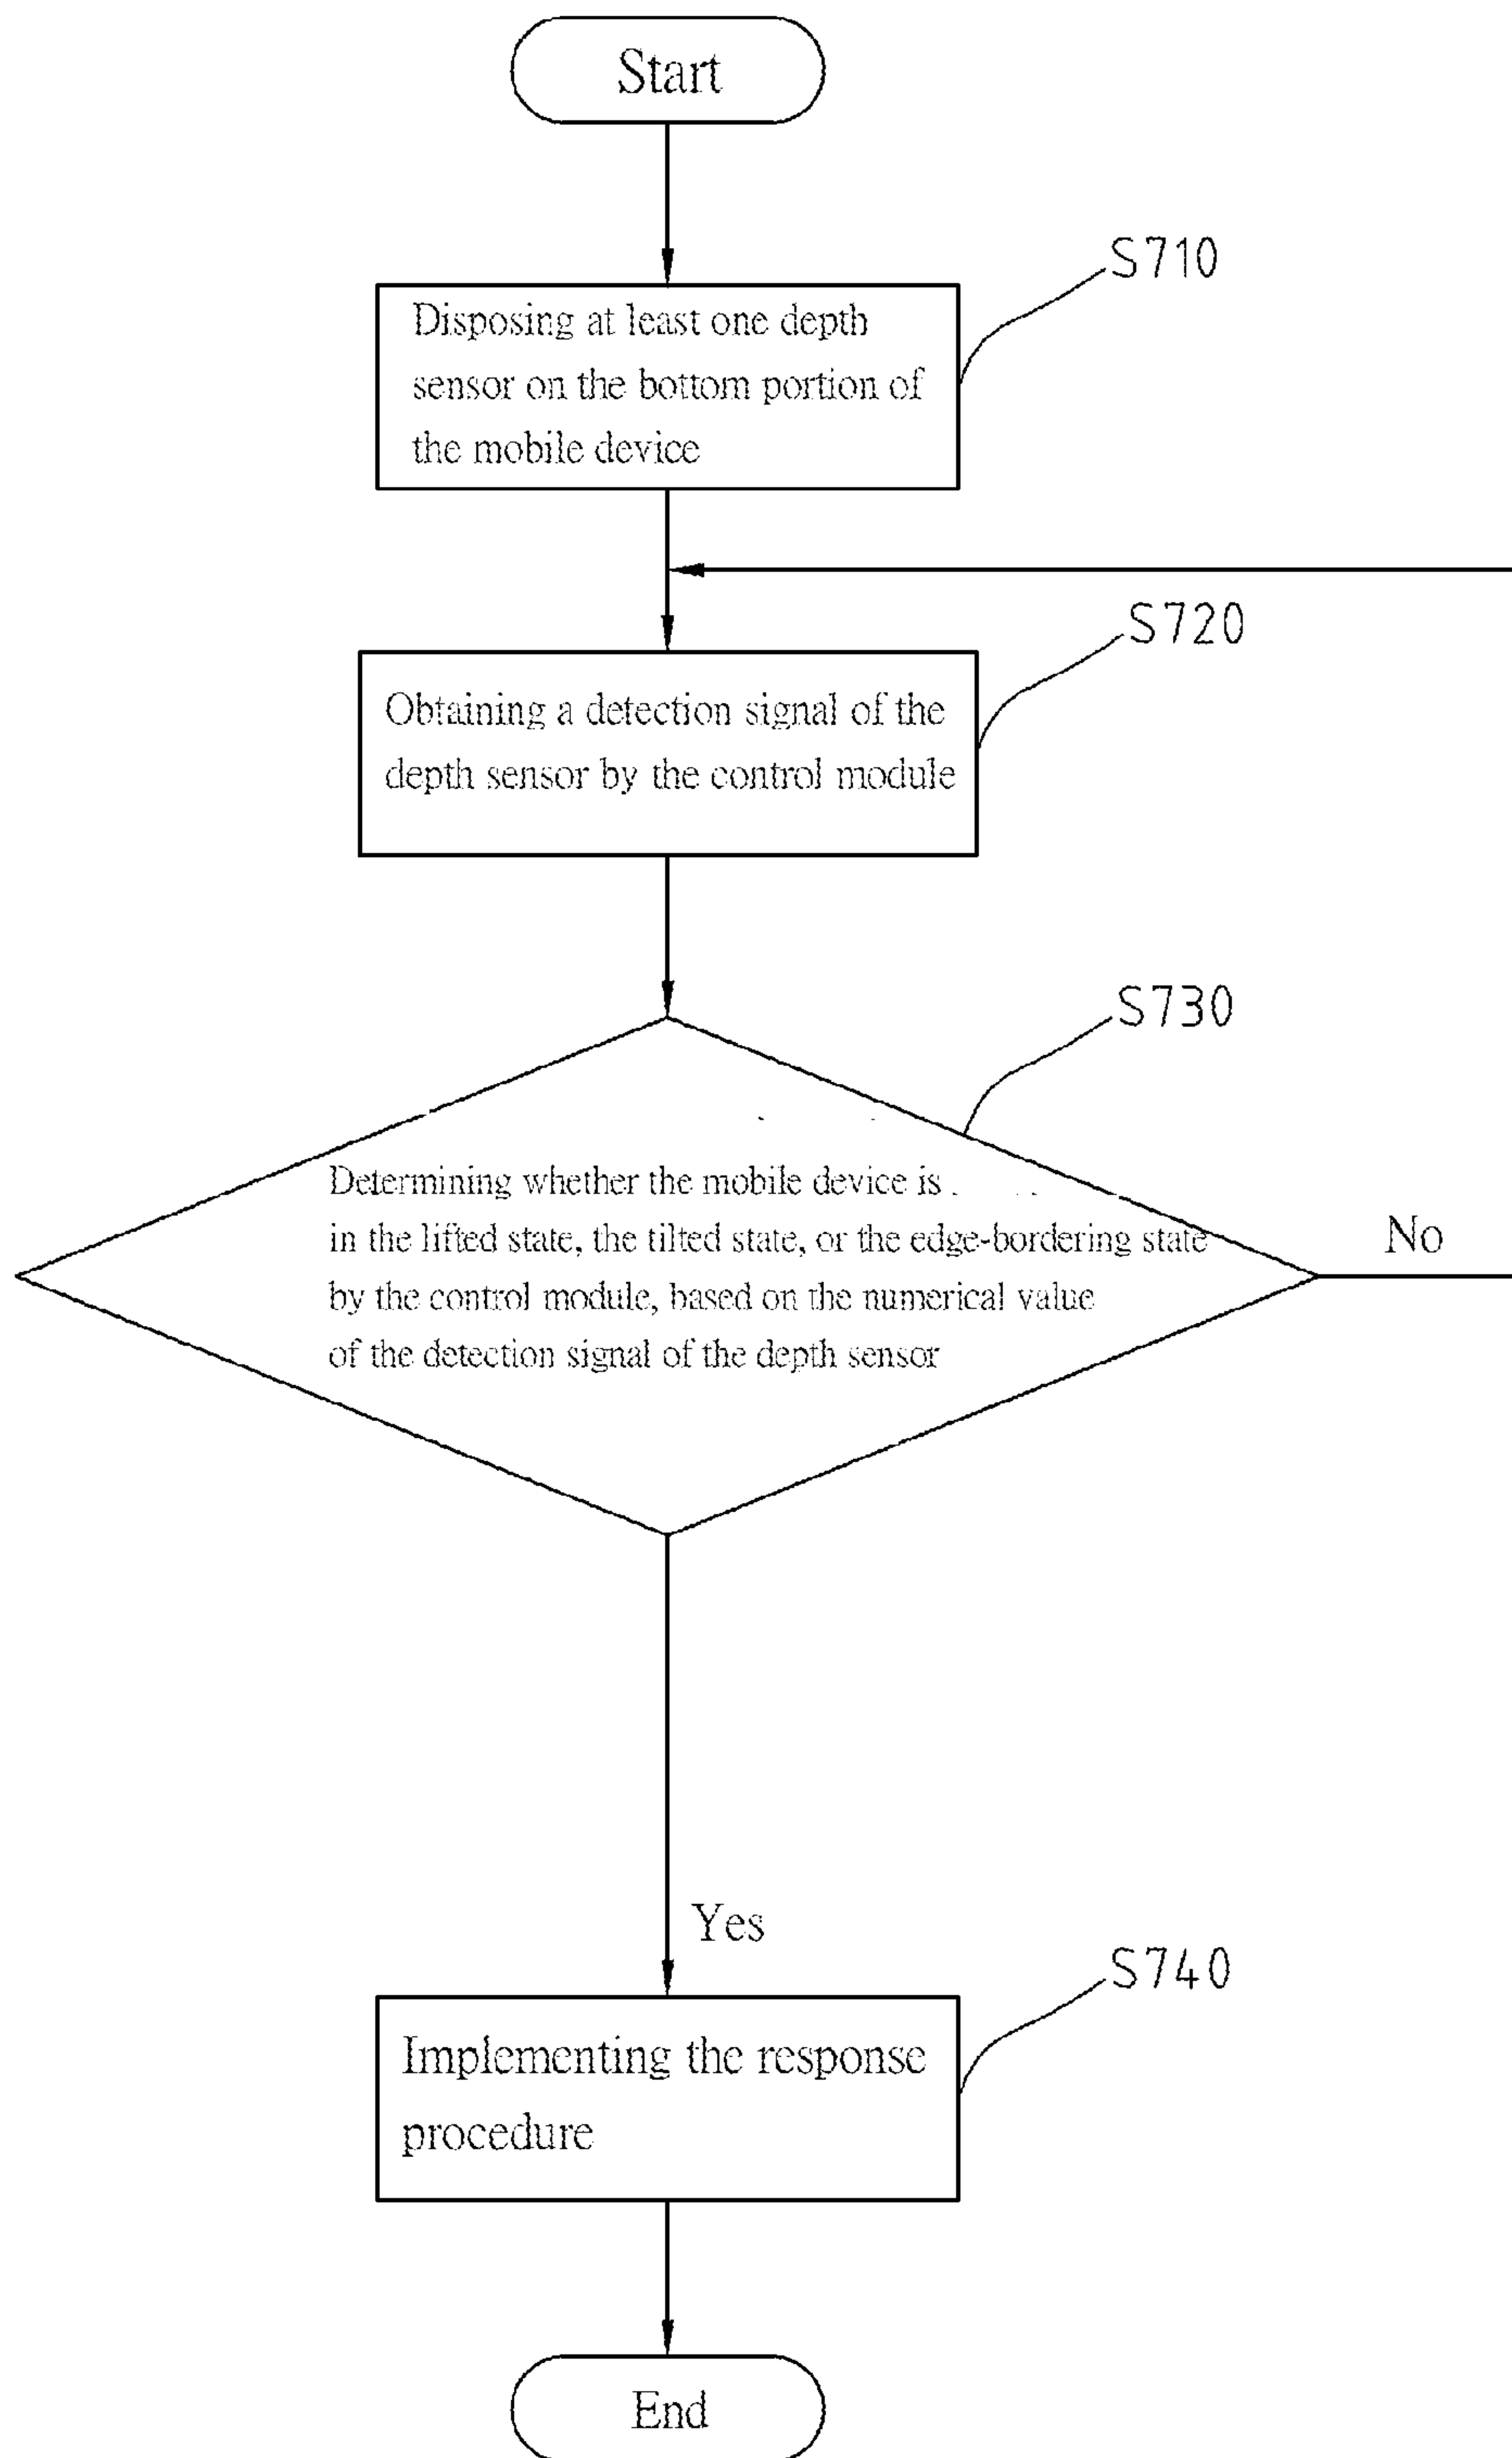 Start
S710
Disposing at least one depth
sensor on the bottom portion of
the mobile device
S720
Obtaining a detection signal of the
depth sensor by the control module
S730
Determining whether the mobile device is
in the lifted state, the tilted state, or the edge-bordering state
by the control module, based on the numerical value
of the detection signal of the depth sensor
No
Yes
S740
Implementing the response
procedure
End